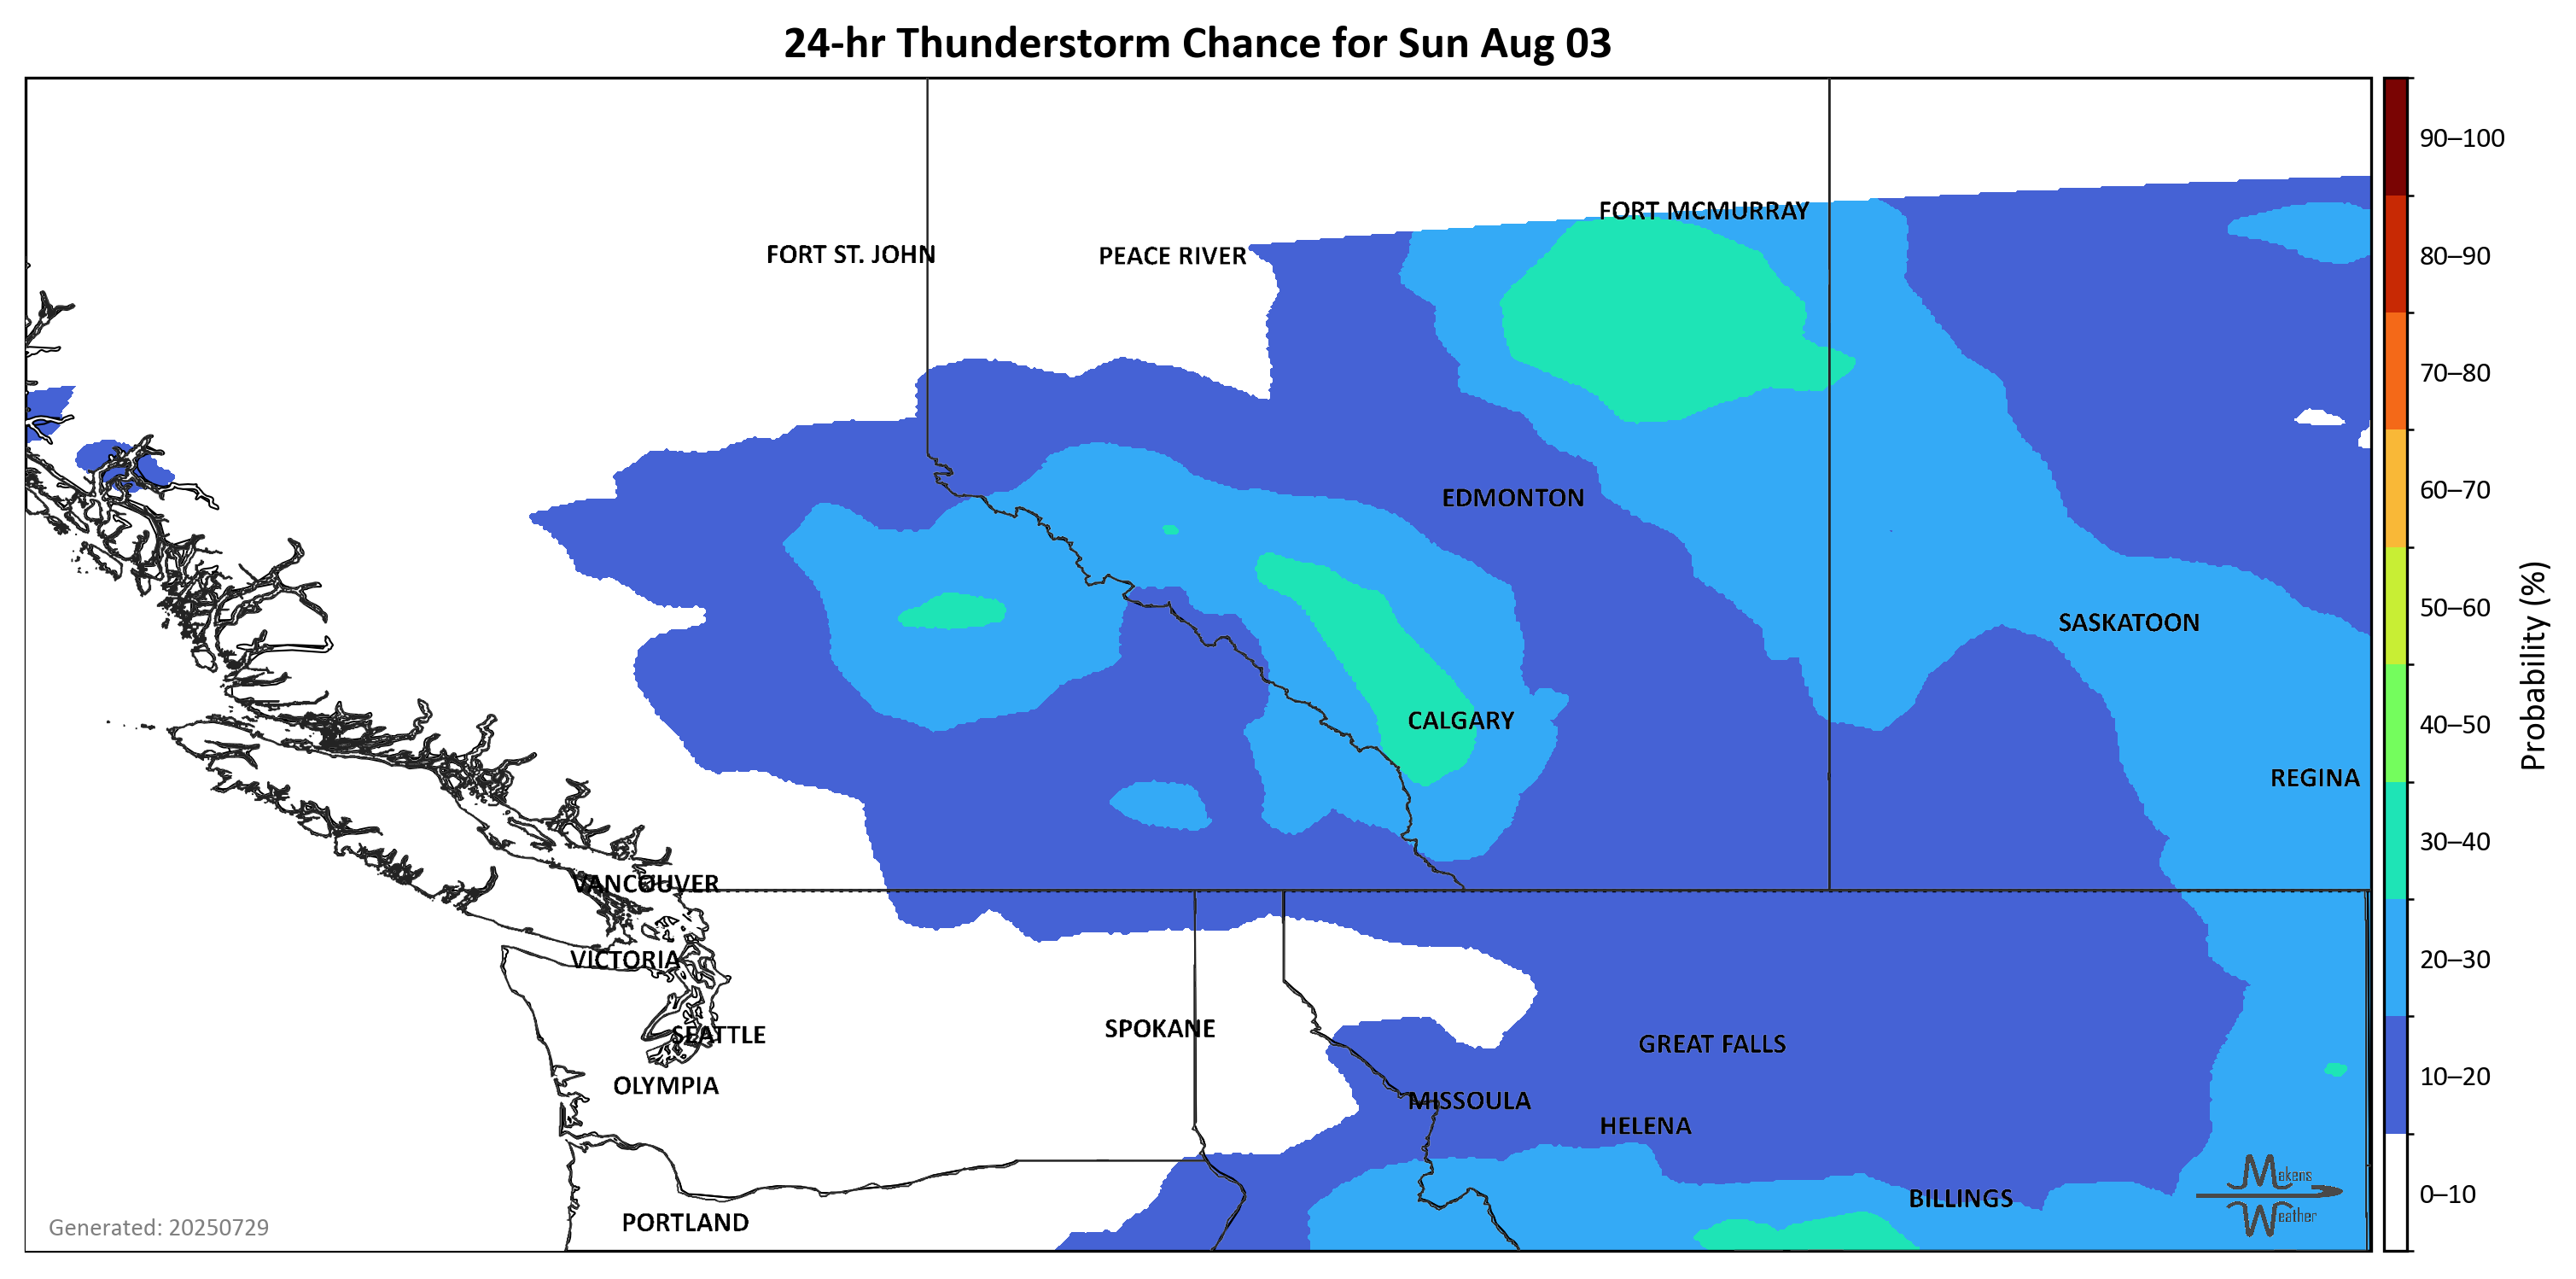 24-hr Thunderstorm Chance for Sun Aug 03
FORT MCMURRAY
FORT ST. JOHN
PEACE RIVER
EDMONTON
SASKATOON
CALGARY
REGINA
VANCOUVER
VICTORIA
SEATTLE
SPOKANE
GREAT FALLS
OLYMPIA
MISSOULA
HELENA
BILLINGS
PORTLAND
Makens
Weather
Generated: 20250729
90–100
80–90
70–80
60–70
50–60
40–50
30–40
20–30
10–20
0–10
Probability (%)